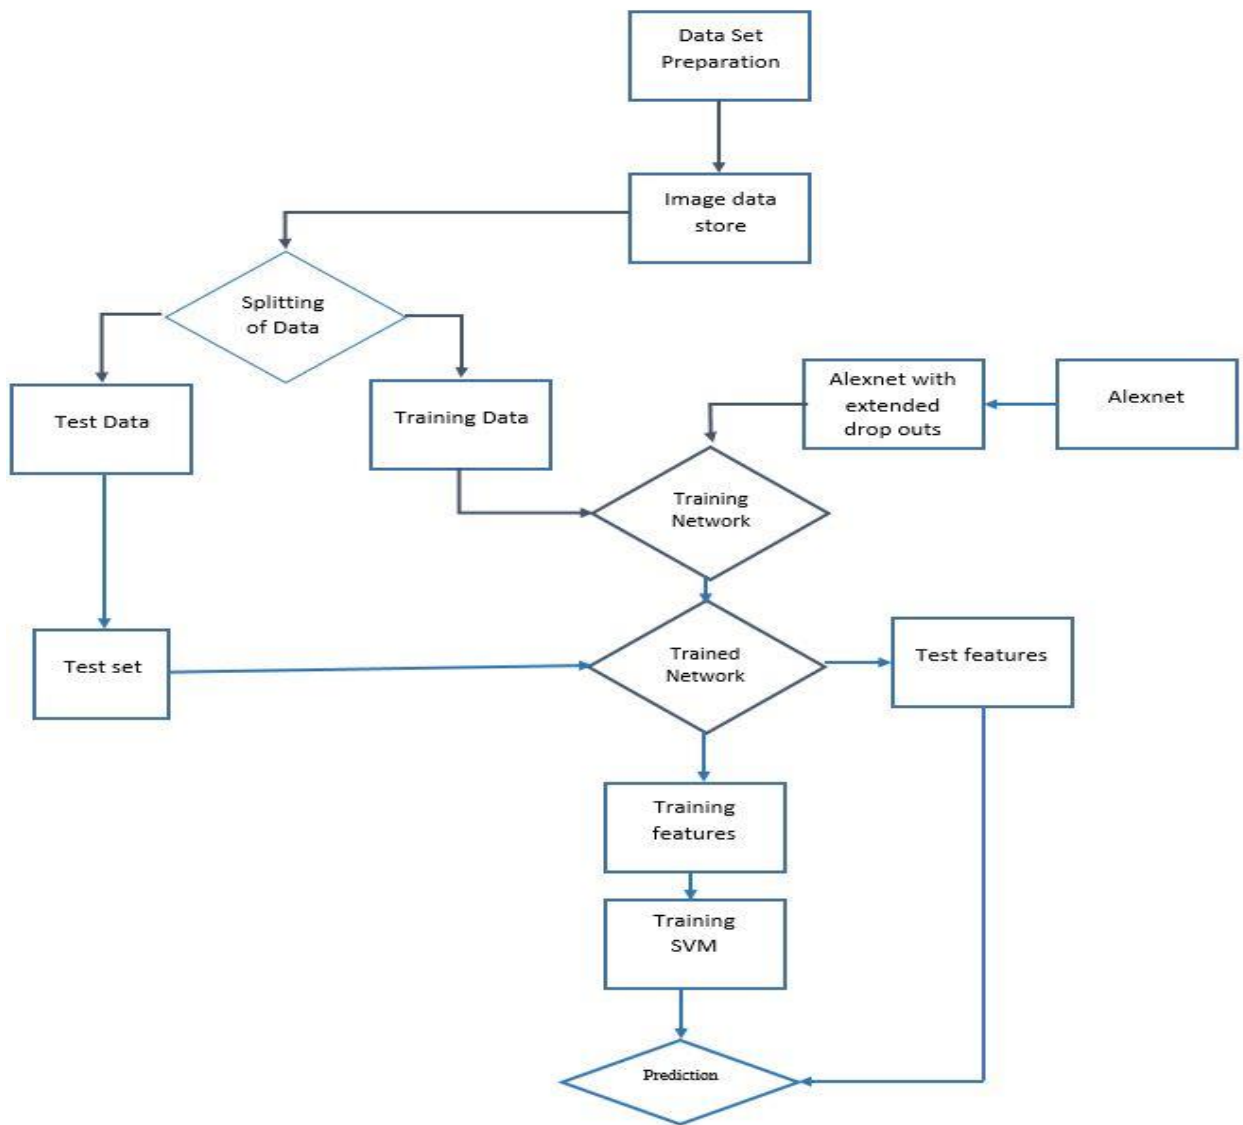 Data Set
Preparation
Image data
store
Splitting
of Data
Test Data
Training Data
Alexnet with
extended
drop outs
Alexnet
Training
Network
Test set
Trained
Network
Test features
Training
features
Training
SVM
Prediction